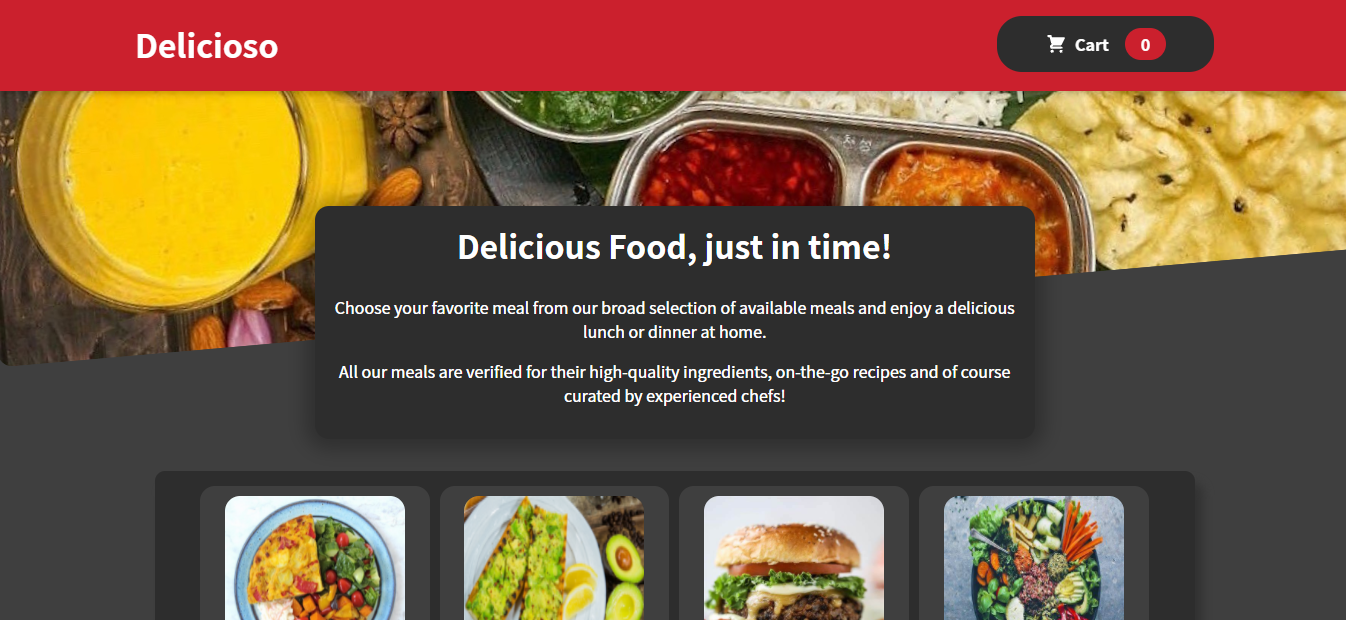 Delicioso
Cart 0
Delicious Food, just in time!
Choose your favorite meal from our broad selection of available meals and enjoy a delicious
lunch or dinner at home.
All our meals are verified for their high-quality ingredients, on-the-go recipes and of course
curated by experienced chefs!